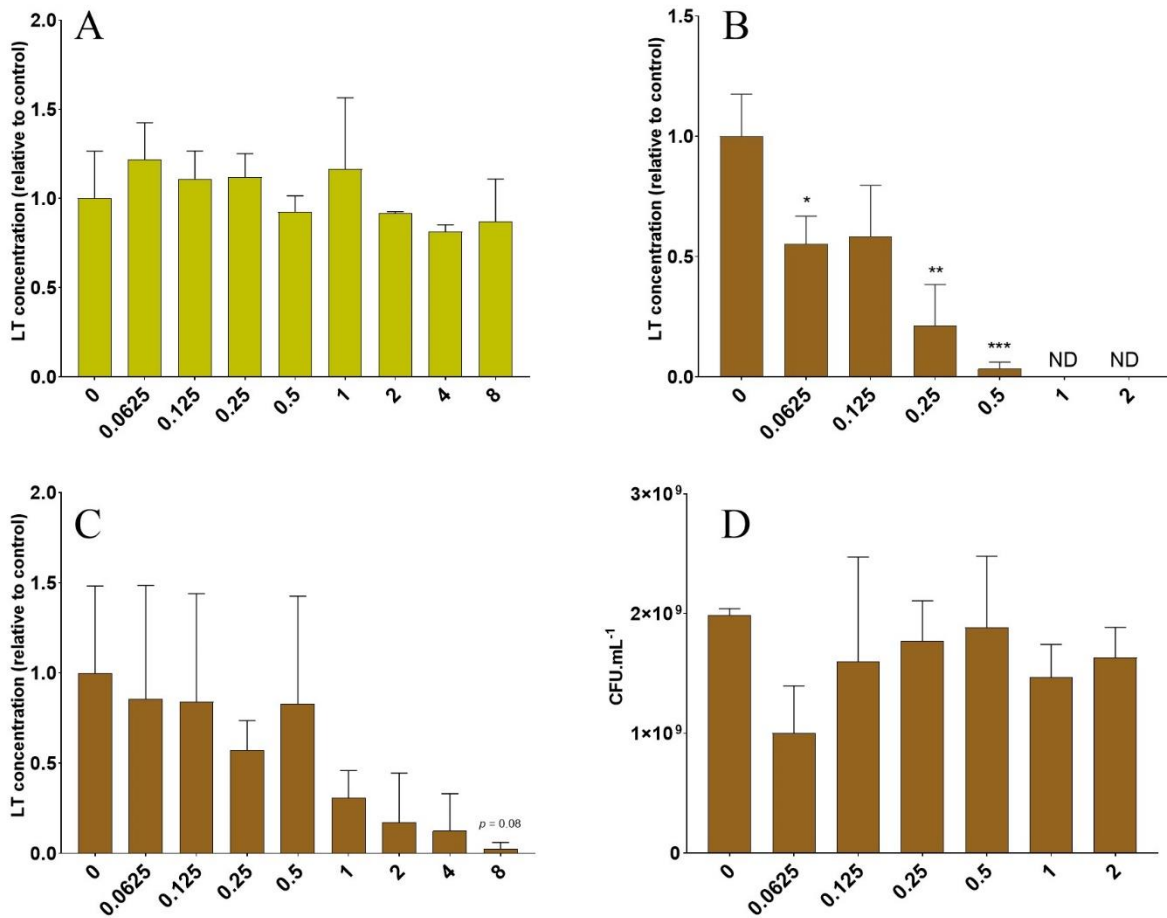 A
LT concentration (relative to control)
2.0
1.5
1.0
0.5
0.0
0 0.0625 0.125 0.25 0.5 1 2 4 8
B
LT concentration (relative to control)
1.5
1.0
0.5
0.0
*
**
***
ND ND
0 0.0625 0.125 0.25 0.5 1 2
C
LT concentration (relative to control)
2.0
1.5
1.0
0.5
0.0
p = 0.08
0 0.0625 0.125 0.25 0.5 1 2 4 8
D
CFU.mL⁻¹
3×10⁹
2×10⁹
1×10⁹
0
0 0.0625 0.125 0.25 0.5 1 2